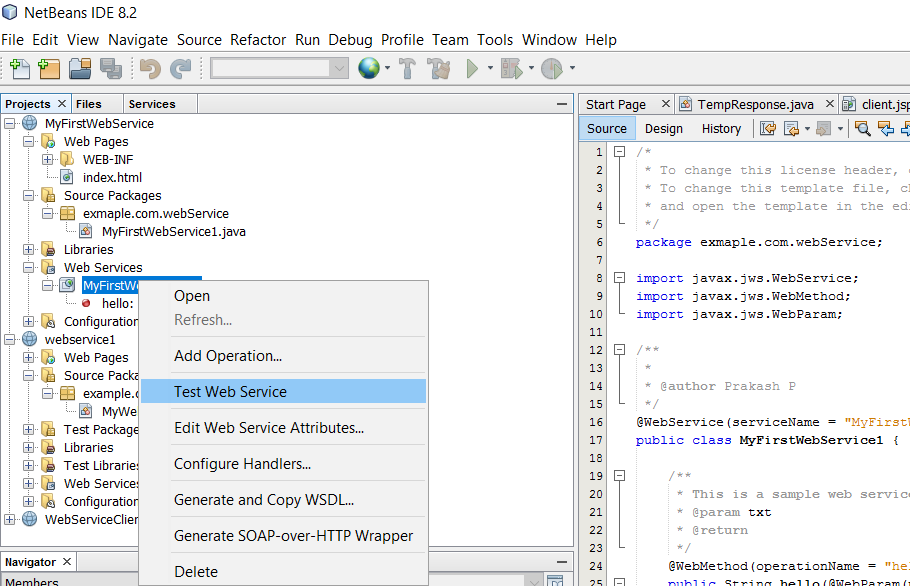 NetBeans IDE 8.2
File Edit View Navigate Source Refactor Run Debug Profile Team Tools Window Help
Projects Files Services
MyFirstWebService
Web Pages
WEB-INF
index.html
Source Packages
exmaple.com.webService
MyFirstWebService1.java
Libraries
Web Services
MyFirstW
hello:
Configuration
webservice1
Web Pages
Source Packa
example.c
MyWe
Test Package
Libraries
Test Libraries
Web Services
Configuration
WebServiceClien
Open
Refresh...
Add Operation...
Test Web Service
Edit Web Service Attributes...
Configure Handlers...
Generate and Copy WSDL...
Generate SOAP-over-HTTP Wrapper
Delete
Navigator
Members
Start Page TempResponse.java client.jsp
Source Design History
1 /*
2 * To change this license header,
3 * To change this template file, ch
4 * and open the template in the edi
5 */
6 package exmaple.com.webService;
7
8 import javax.jws.WebService;
9 import javax.jws.WebMethod;
10 import javax.jws.WebParam;
11
12 /**
13 *
14 * @author Prakash P
15 */
16 @WebService(serviceName = "MyFirst
17 public class MyFirstWebService1 {
18
19 /**
20 * This is a sample web service
21 * @param txt
22 * @return
23 */
24 @WebMethod(operationName = "hel
25 public String hello(@WebParam(